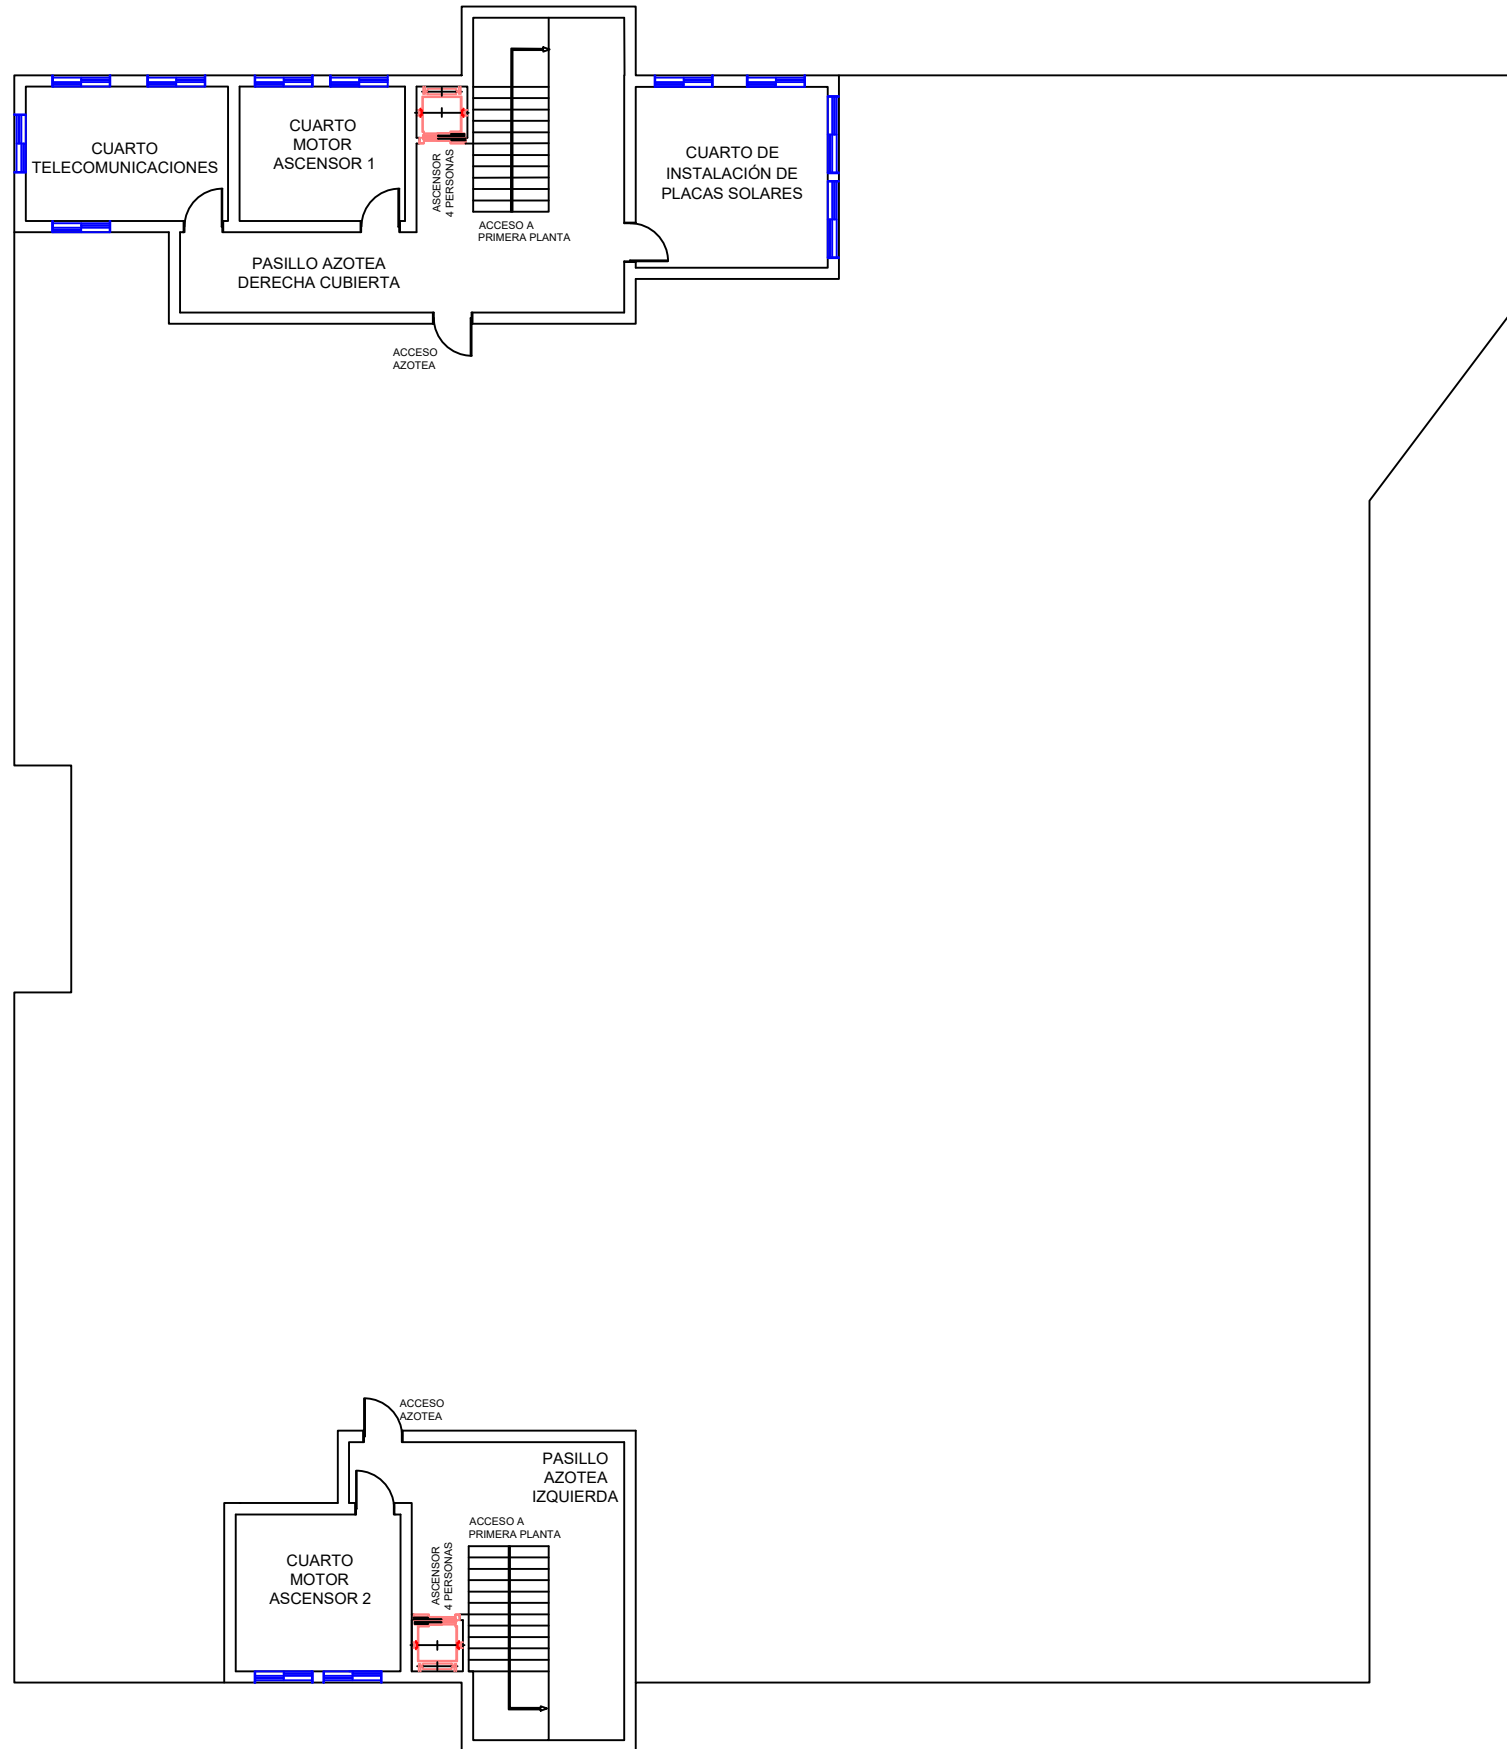 CUARTO
TELECOMUNICACIONES
CUARTO
MOTOR
ASCENSOR 1
ASCENSOR
4 PERSONAS
ACCESO A
PRIMERA PLANTA
CUARTO DE
INSTALACIÓN DE
PLACAS SOLARES
PASILLO AZOTEA
DERECHA CUBIERTA
ACCESO
AZOTEA
ACCESO
AZOTEA
PASILLO
AZOTEA
IZQUIERDA
ACCESO A
PRIMERA PLANTA
ASCENSOR
4 PERSONAS
CUARTO
MOTOR
ASCENSOR 2